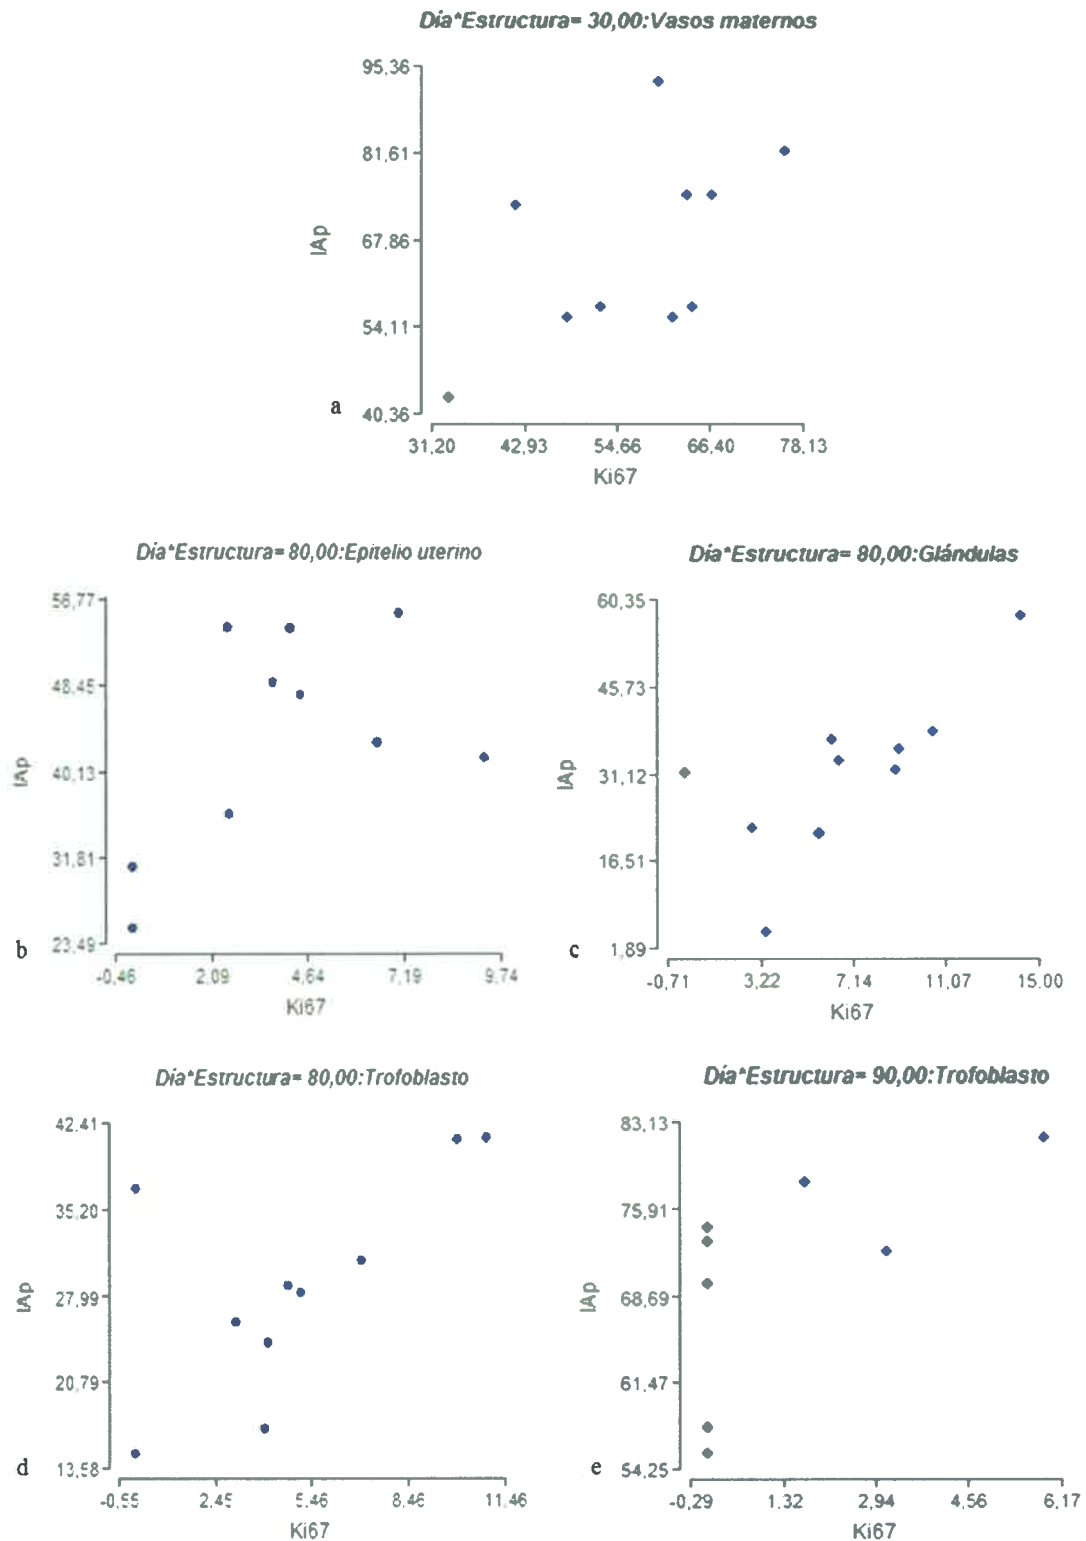 Día*Estructura= 30,00:Vasos maternos
95,36
81,61
67,86
54,11
40,36
IAp
a
31,20 42,93 54,66 66,40 78,13
Ki67
Día*Estructura= 80,00:Epitelio uterino
56,77
48,45
40,13
31,81
23,49
IAp
b
-0,46 2,09 4,64 7,19 9,74
Ki67
Día*Estructura= 80,00:Glándulas
60,35
45,73
31,12
16,51
1,89
IAp
c
-0,71 3,22 7,14 11,07 15,00
Ki67
Día*Estructura= 80,00:Trofoblasto
42,41
35,20
27,99
20,79
13,58
IAp
d
-0,55 2,45 5,46 8,46 11,46
Ki67
Día*Estructura= 90,00:Trofoblasto
83,13
75,91
68,69
61,47
54,25
IAp
e
-0,29 1,32 2,94 4,56 6,17
Ki67